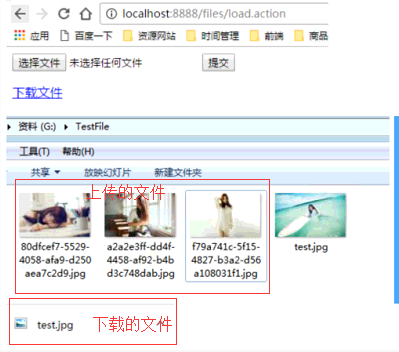 localhost:8888/files/load.action
应用 百度一下 资源网站 时间管理 前端 商品
选择文件 未选择任何文件 提交
下载文件
资料 (G:) TestFile
工具(T) 帮助(H)
共享 放映幻灯片 新建文件夹
上传的文件
80dfcef7-5529-4058-afa9-d250aea7c2d9.jpg
a2a2e3ff-dd4f-4458-af92-b4bd3c748dab.jpg
f79a741c-5f15-4827-b3a2-d56a108031f1.jpg
test.jpg
test.jpg 下载的文件